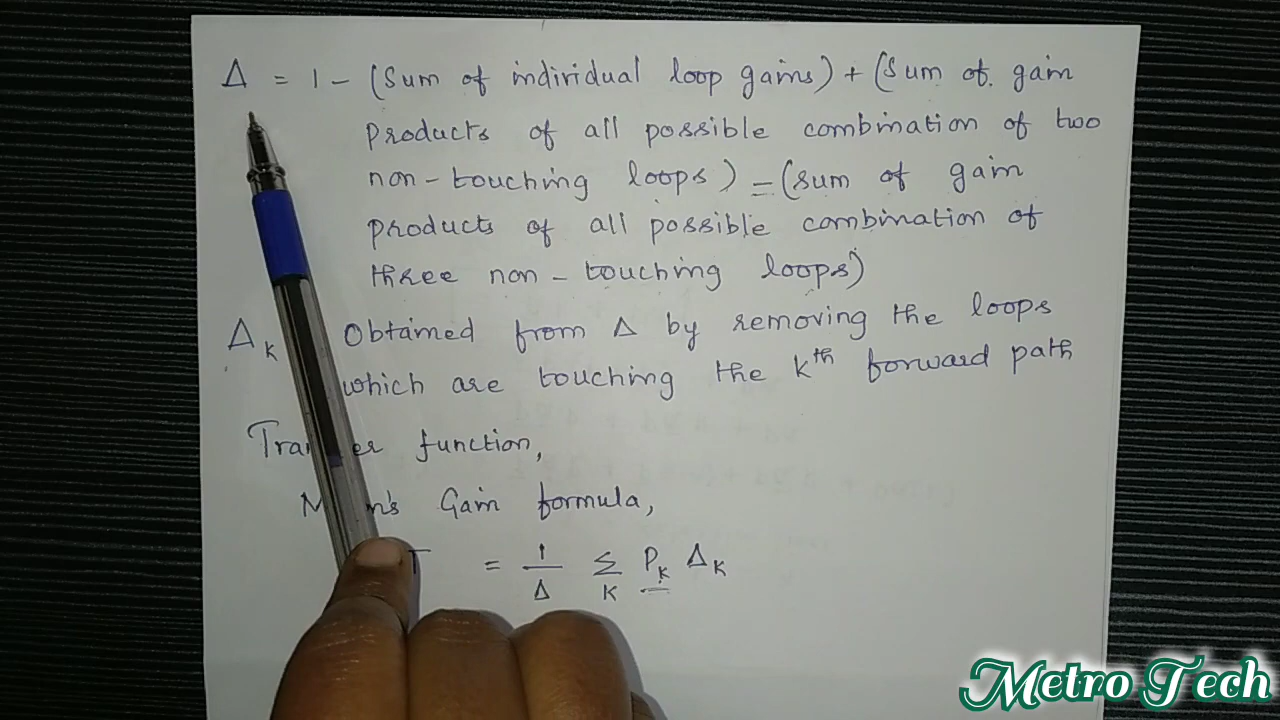 Δ = 1 - (Sum of individual loop gains) + (Sum of. gain
products of all possible combination of two
non-touching loops) - (sum of gain
products of all possible combination of
three non-touching loops)
ΔK Obtained from Δ by removing the loops
which are touching the Kth forward path
function,
Gain formula,
T = 1/Δ Σ K PK ΔK
Metro Tech